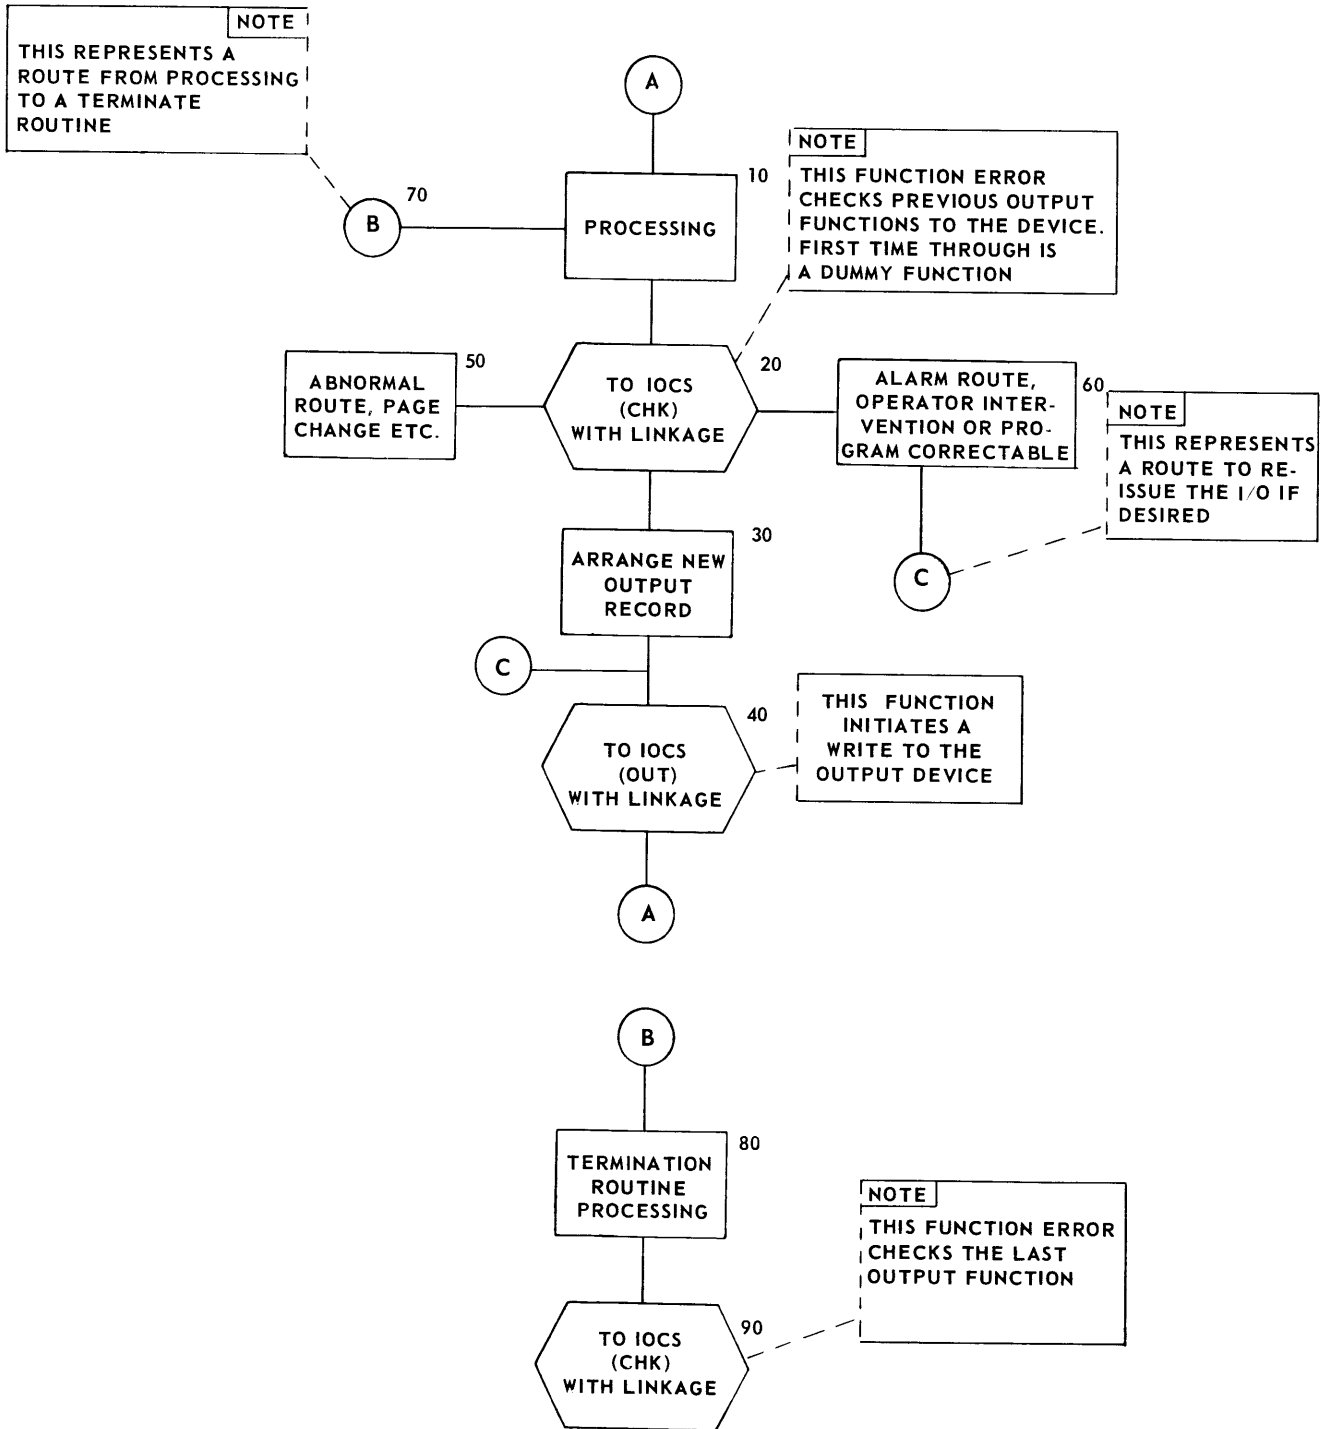 NOTE
THIS REPRESENTS A
ROUTE FROM PROCESSING
TO A TERMINATE
ROUTINE
A
70
B
10
PROCESSING
NOTE
THIS FUNCTION ERROR
CHECKS PREVIOUS OUTPUT
FUNCTIONS TO THE DEVICE.
FIRST TIME THROUGH IS
A DUMMY FUNCTION
50
ABNORMAL
ROUTE, PAGE
CHANGE ETC.
20
TO IOCS
(CHK)
WITH LINKAGE
60
ALARM ROUTE,
OPERATOR INTER-
VENTION OR PRO-
GRAM CORRECTABLE
NOTE
THIS REPRESENTS
A ROUTE TO RE-
ISSUE THE I/O IF
DESIRED
30
ARRANGE NEW
OUTPUT
RECORD
C
C
40
TO IOCS
(OUT)
WITH LINKAGE
THIS FUNCTION
INITIATES A
WRITE TO THE
OUTPUT DEVICE
A
B
80
TERMINATION
ROUTINE
PROCESSING
NOTE
THIS FUNCTION ERROR
CHECKS THE LAST
OUTPUT FUNCTION
90
TO IOCS
(CHK)
WITH LINKAGE